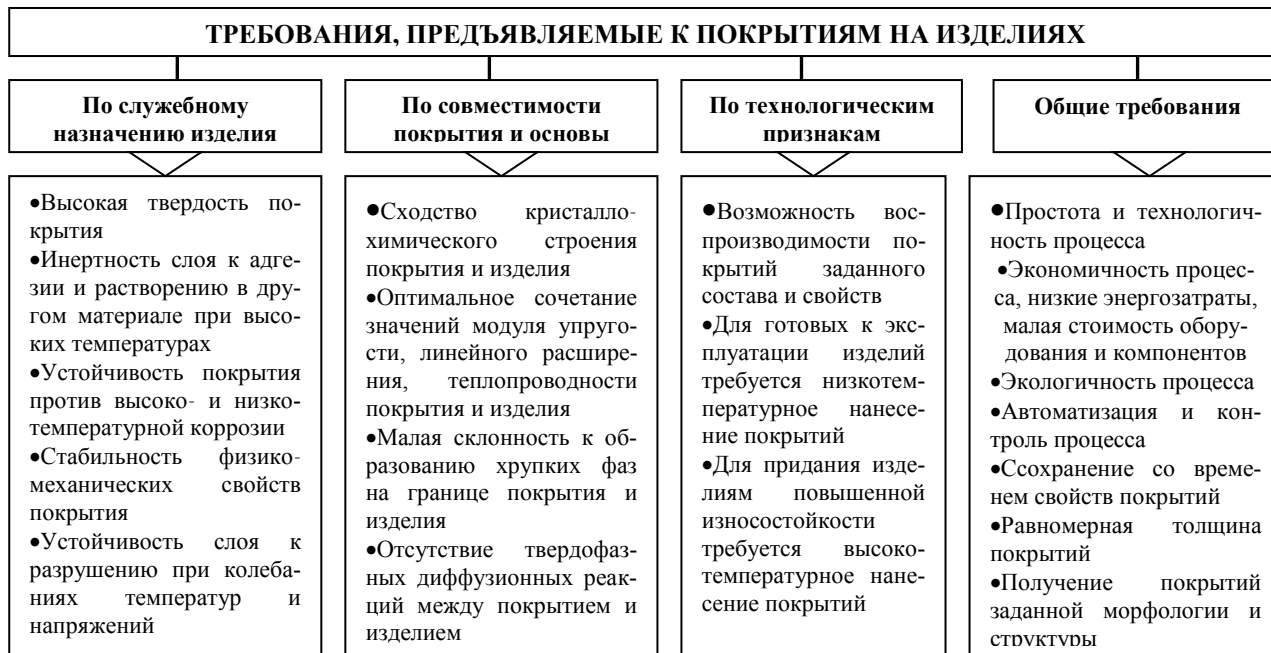 ТРЕБОВАНИЯ, ПРЕДЪЯВЛЯЕМЫЕ К ПОКРЫТИЯМ НА ИЗДЕЛИЯХ
По служебному
назначению изделия
По совместимости
покрытия и основы
По технологическим
признакам
Общие требования
•Высокая твердость по-
крытия
•Инертность слоя к адге-
зии и растворению в дру-
гом материале при высо-
ких температурах
•Устойчивость покрытия
против высоко- и низко-
температурной коррозии
•Стабильность физико-
механических свойств
покрытия
•Устойчивость слоя к
разрушению при колеба-
ниях температур и
напряжений
•Сходство кристалло-
химического строения
покрытия и изделия
•Оптимальное сочетание
значений модуля упруго-
сти, линейного расшире-
ния, теплопроводности
покрытия и изделия
•Малая склонность к об-
разованию хрупких фаз
на границе покрытия и
изделия
•Отсутствие твердофаз-
ных диффузионных реак-
ций между покрытием и
изделием
•Возможность вос-
производимости по-
крытий заданного
состава и свойств
•Для готовых к экс-
плуатации изделий
требуется низкотем-
пературное нанесе-
ние покрытий
•Для придания изде-
лиям повышенной
износостойкости
требуется высоко-
температурное нане-
сение покрытий
•Простота и технологич-
ность процесса
•Экономичность процес-
са, низкие энергозатраты,
малая стоимость обору-
дования и компонентов
•Экологичность процесса
•Автоматизация и кон-
троль процесса
•Ссохранение со време-
нем свойств покрытий
•Равномерная толщина
покрытий
•Получение покрытий
заданной морфологии и
структуры